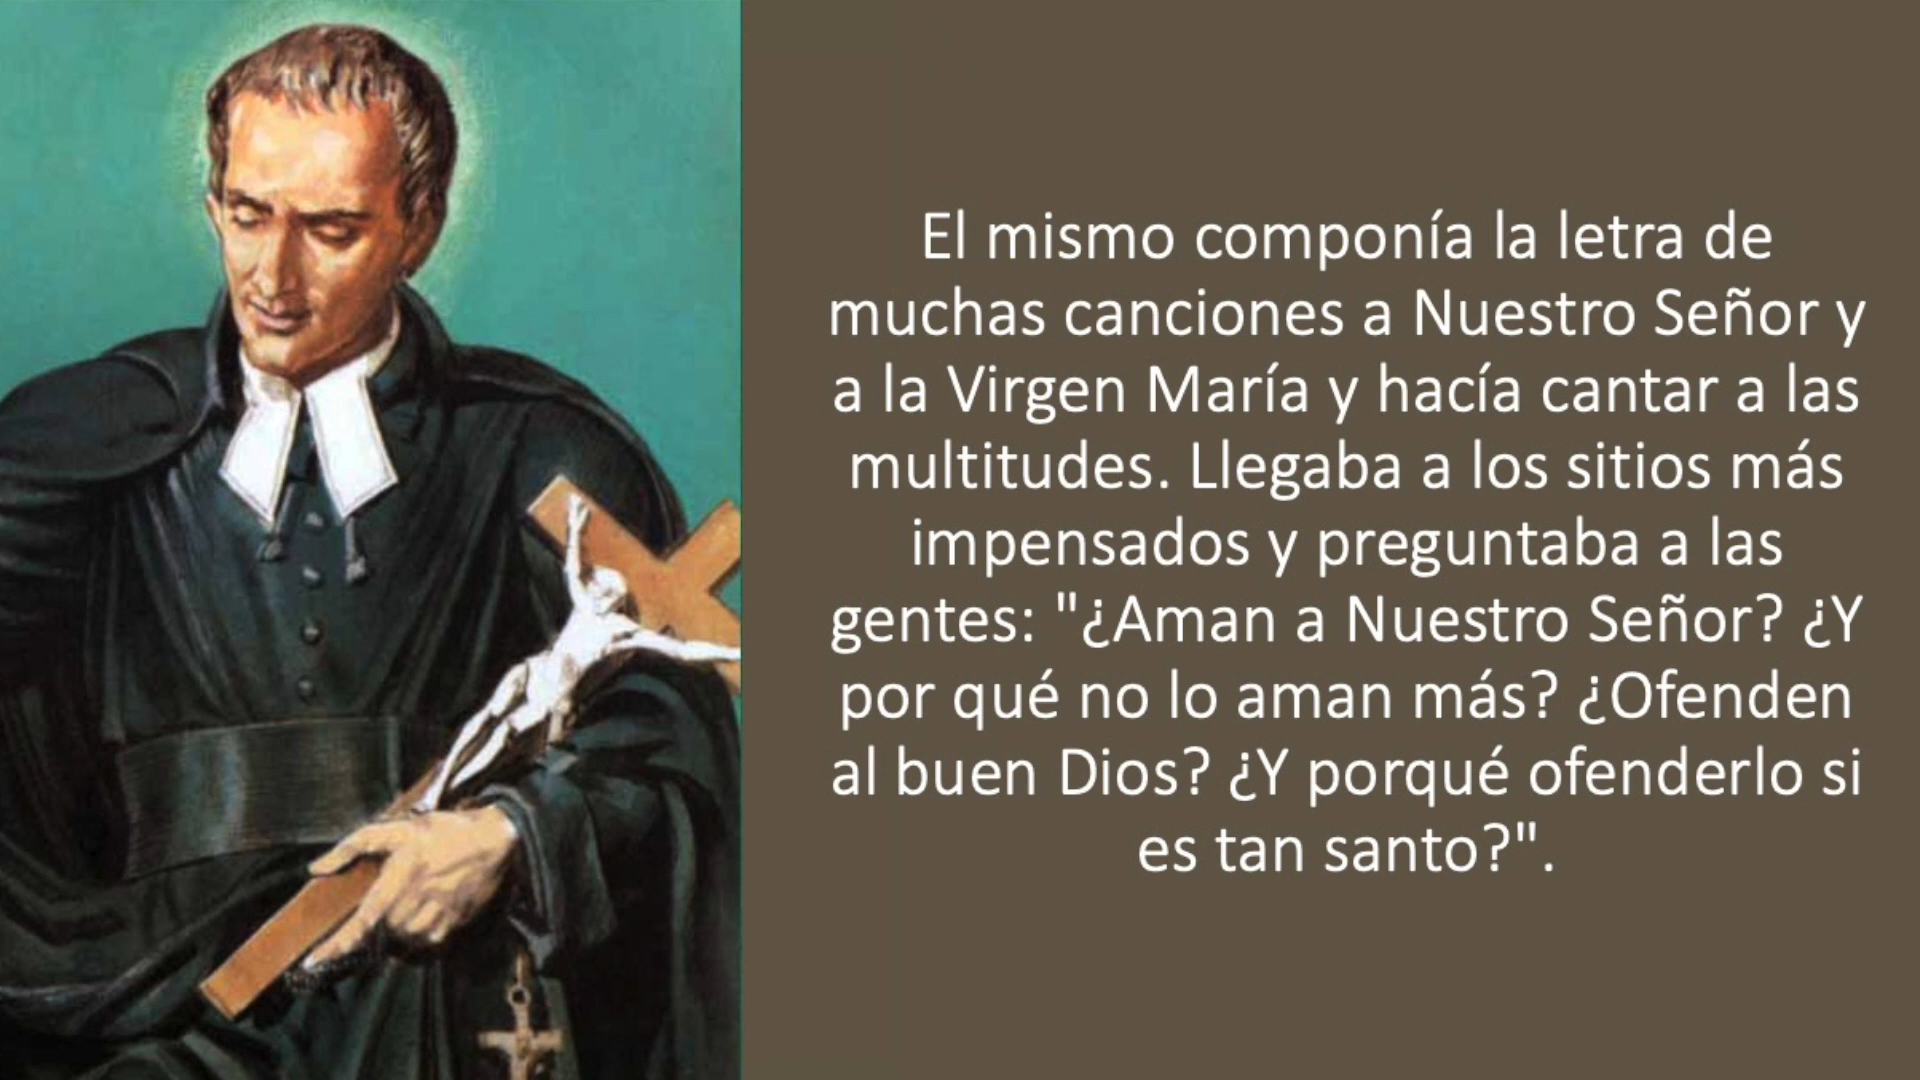 El mismo componía la letra de
muchas canciones a Nuestro Señor y
a la Virgen María y hacía cantar a las
multitudes. Llegaba a los sitios más
impensados y preguntaba a las
gentes: "¿Aman a Nuestro Señor? ¿Y
por qué no lo aman más? ¿Ofenden
al buen Dios? ¿Y porqué ofenderlo si
es tan santo?".